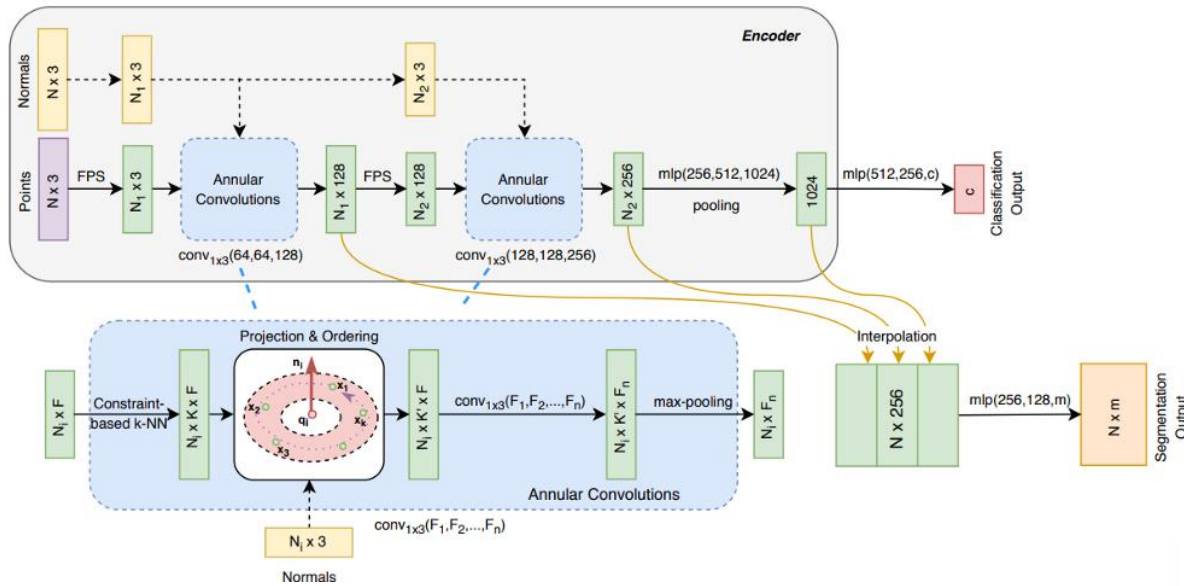 Encoder
Normals
N x 3
N₁ x 3
N₂ x 3
Points
N x 3
FPS
N₁ x 3
Annular
Convolutions
conv₁ₓ₃(64,64,128)
N₁ x 128
FPS
N₂ x 128
Annular
Convolutions
conv₁ₓ₃(128,128,256)
N₂ x 256
mlp(256,512,1024)
pooling
1024
mlp(512,256,c)
c
Classification
Output
Projection & Ordering
Nᵢ x F
Constraint-
based k-NN
Nᵢ x K x F
nᵢ
x₁
x₂
qᵢ
xₖ
x₃
Nᵢ x K' x F
conv₁ₓ₃(F₁,F₂,...,Fₙ)
Nᵢ x K' x Fₙ
max-pooling
Nᵢ x Fₙ
Annular Convolutions
conv₁ₓ₃(F₁,F₂,...,Fₙ)
Nᵢ x 3
Normals
Interpolation
N x 256
mlp(256,128,m)
N x m
Segmentation
Output